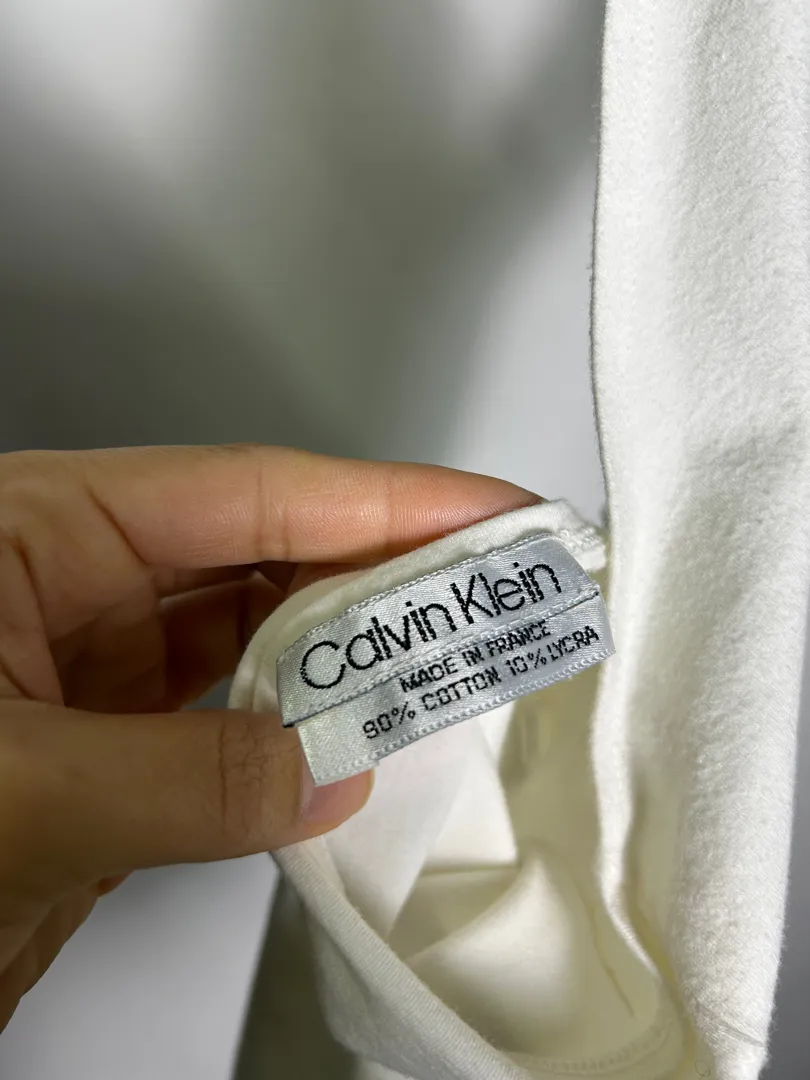 Calvin Klein
MADE IN FRANCE
90% COTTON 10% LYCRA